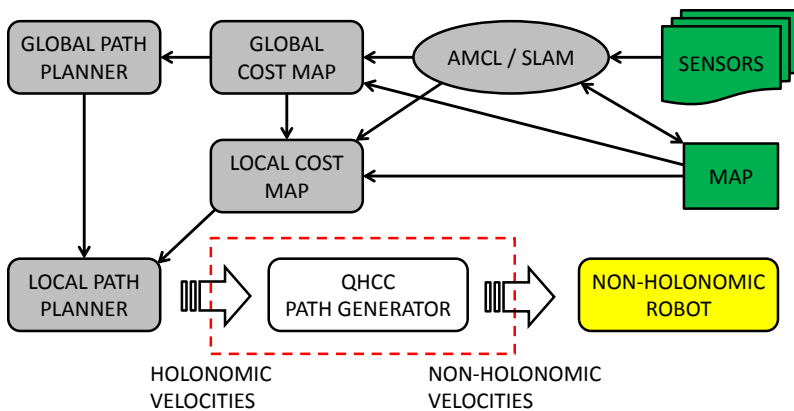 GLOBAL PATH
PLANNER
GLOBAL
COST MAP
AMCL / SLAM
SENSORS
LOCAL COST
MAP
MAP
LOCAL PATH
PLANNER
QHCC
PATH GENERATOR
NON-HOLONOMIC
ROBOT
HOLONOMIC
VELOCITIES
NON-HOLONOMIC
VELOCITIES